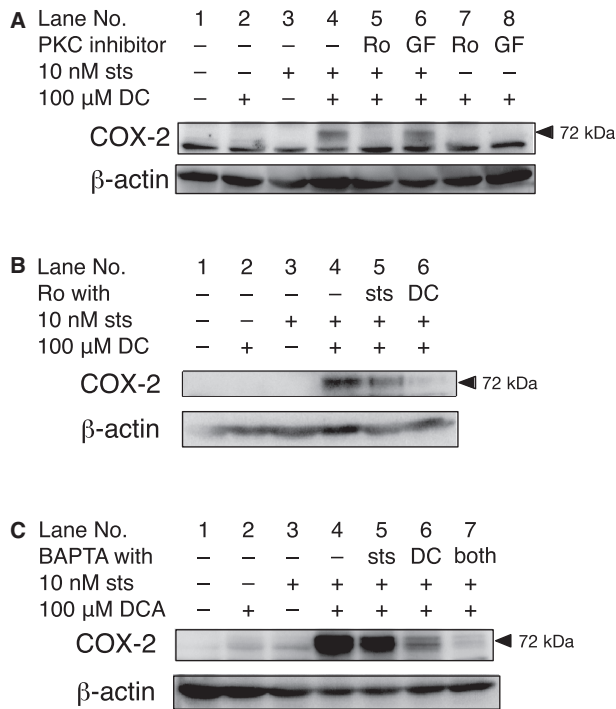 A Lane No. 1 2 3 4 5 6 7 8
PKC inhibitor – – – – Ro GF Ro GF
10 nM sts – – + + + + – –
100 μM DC – + – + + + + +
COX-2 72 kDa
β-actin
B Lane No. 1 2 3 4 5 6
Ro with – – – – sts DC
10 nM sts – – + + + +
100 μM DC – + – + + +
COX-2 72 kDa
β-actin
C Lane No. 1 2 3 4 5 6 7
BAPTA with – – – – sts DC both
10 nM sts – – + + + + +
100 μM DCA – + – + + + +
COX-2 72 kDa
β-actin